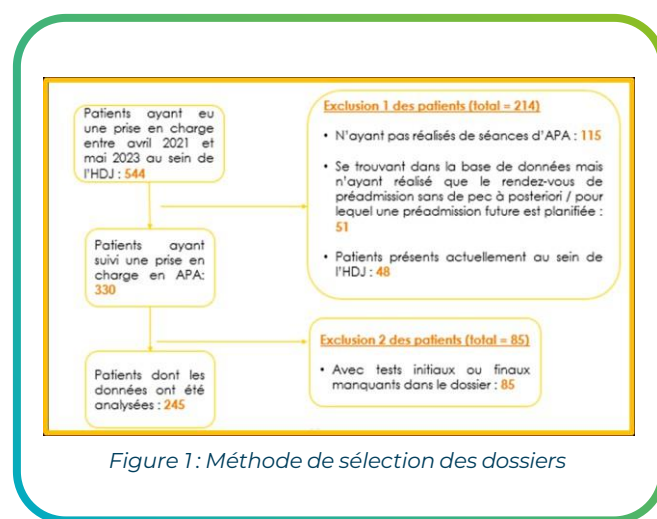 Patients ayant eu
une prise en charge
entre avril 2021 et
mai 2023 au sein de
l'HDJ : 544
Exclusion 1 des patients (total = 214)
• N'ayant pas réalisés de séances d'APA : 115
• Se trouvant dans la base de données mais
n'ayant réalisé que le rendez-vous de
préadmission sans de pec à posteriori / pour
lequel une préadmission future est planifiée :
51
• Patients présents actuellement au sein de
l'HDJ : 48
Patients ayant
suivi une prise en
charge en APA:
330
Exclusion 2 des patients (total = 85)
• Avec tests initiaux ou finaux
manquants dans le dossier : 85
Patients dont les
données ont été
analysées : 245
Figure 1 : Méthode de sélection des dossiers